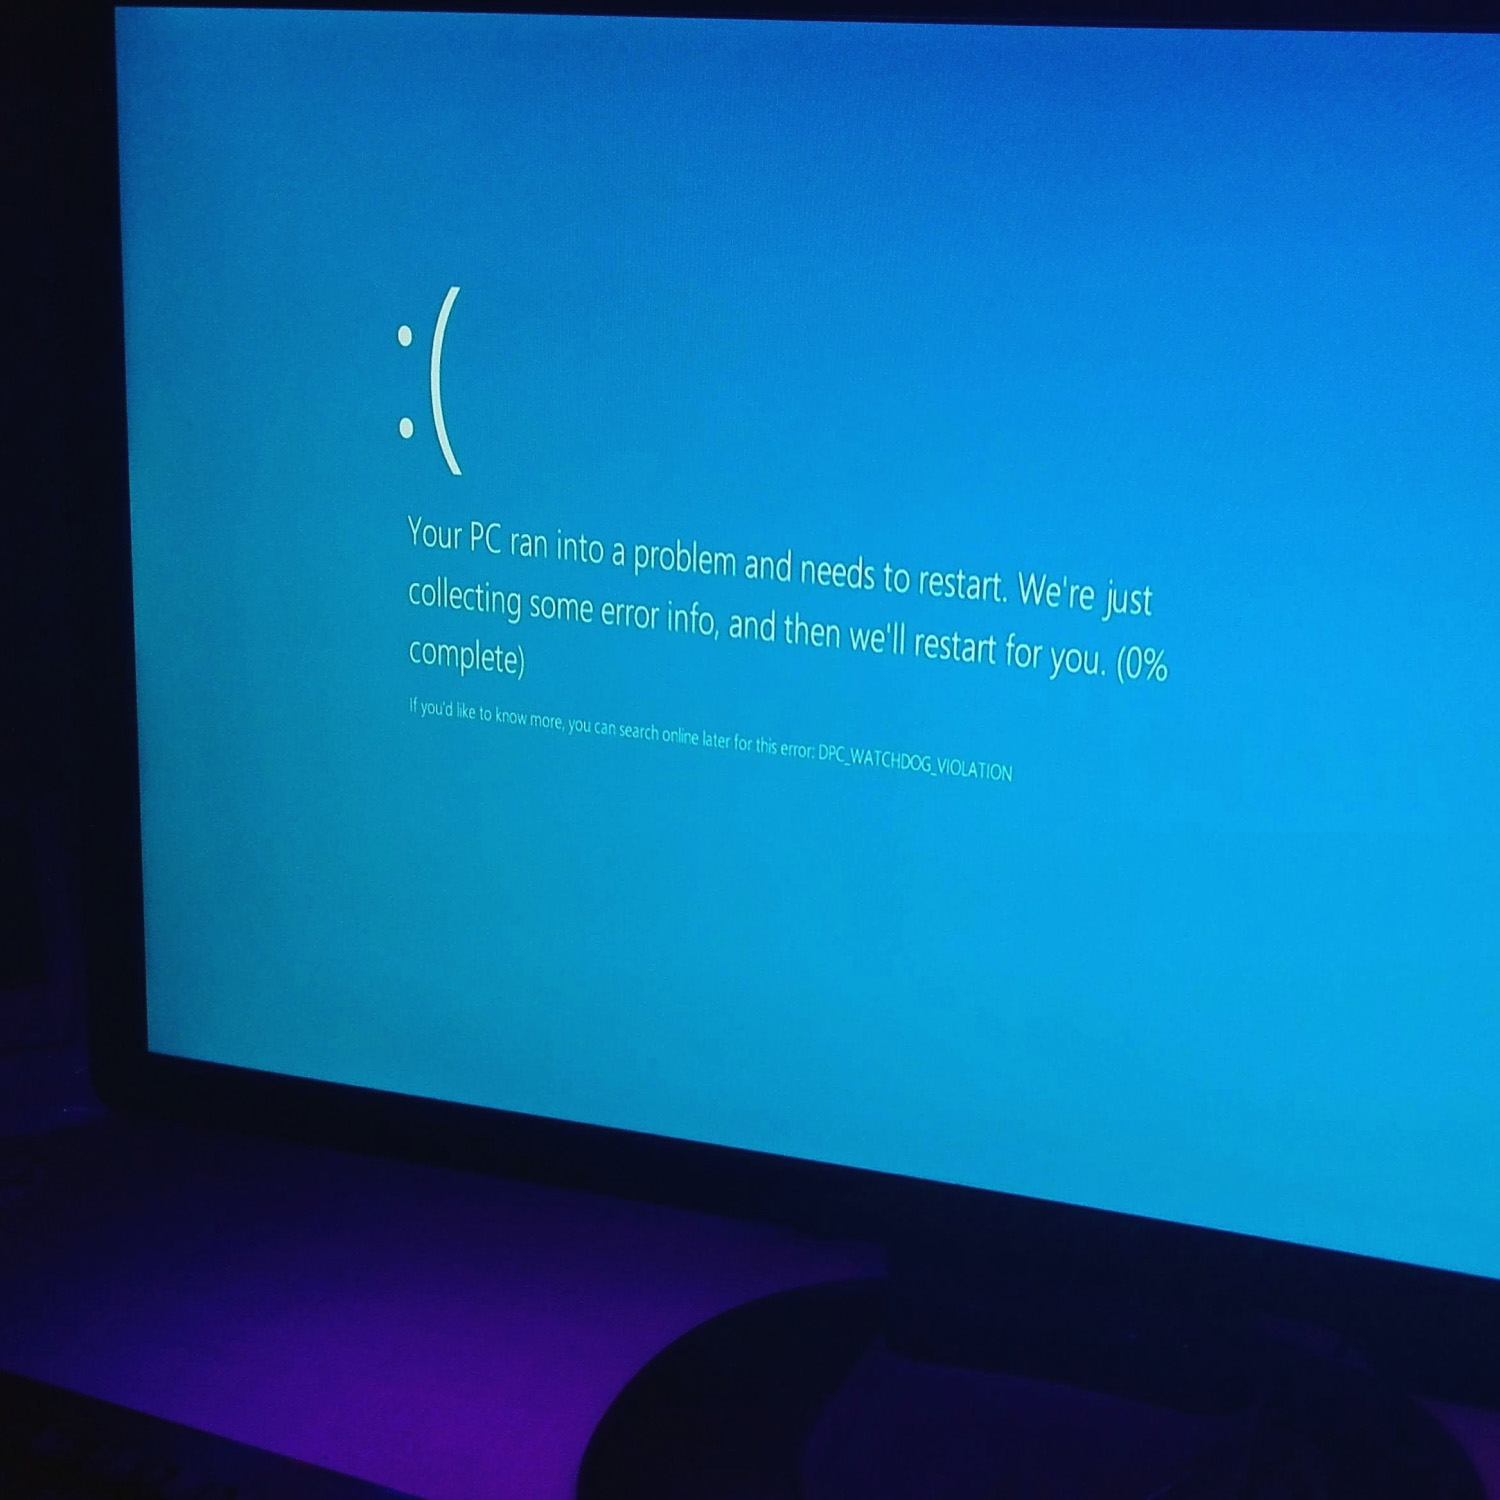 :(
Your PC ran into a problem and needs to restart. We're just
collecting some error info, and then we'll restart for you. (0%
complete)
If you'd like to know more, you can search online later for this error: DPC_WATCHDOG_VIOLATION